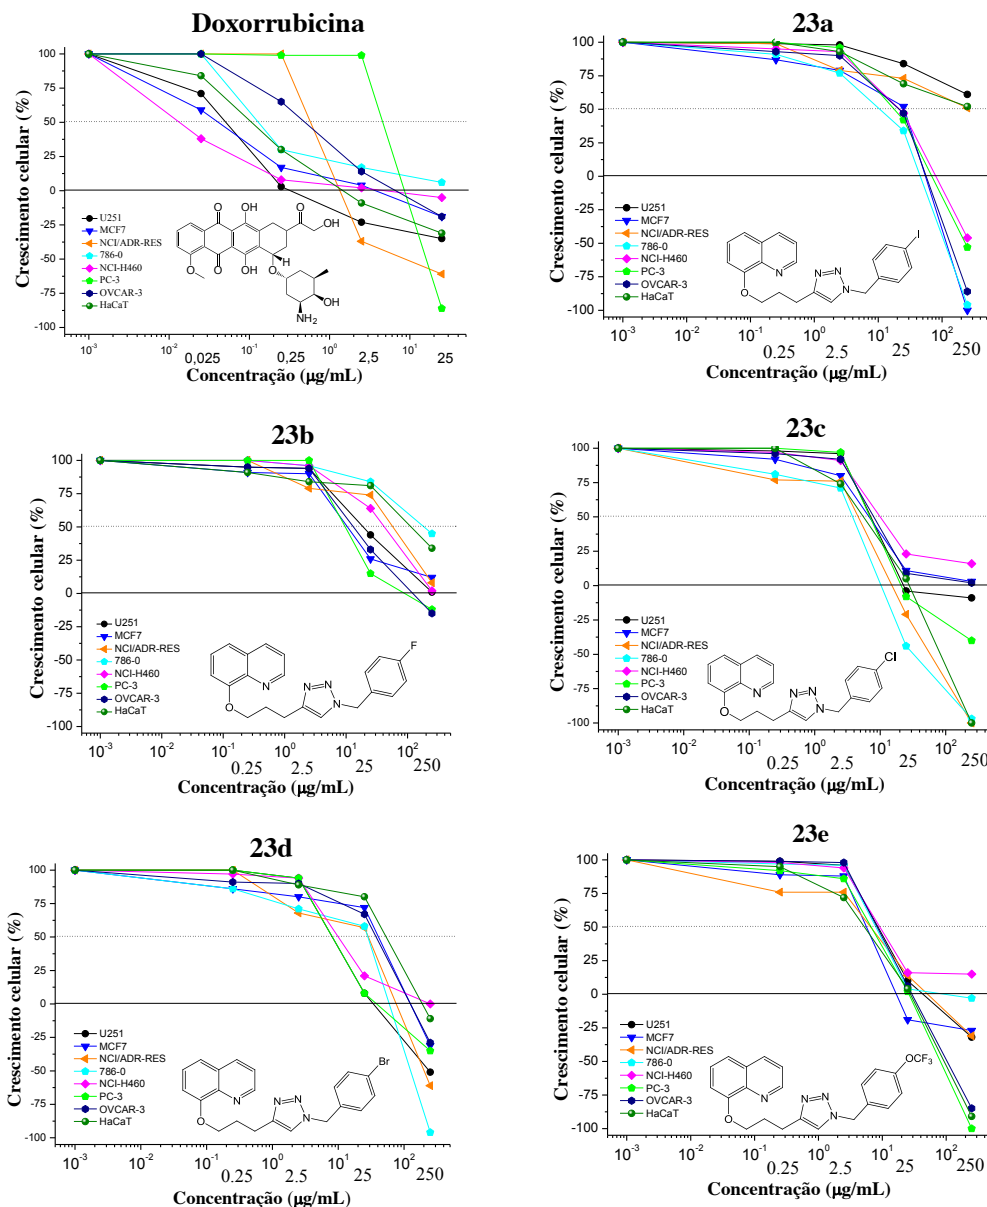 Doxorrubicina
Crescimento celular (%)
100
75
50
25
0
-25
-50
-75
-100
U251
MCF7
NCI/ADR-RES
786-0
NCI-H460
PC-3
OVCAR-3
HaCaT
O
OH
O
OH
O
O
OH
H
O
OH
NH2
10-3
10-2
10-1
100
101
0,025
0,25
2,5
25
Concentração (µg/mL)
23a
Crescimento celular (%)
100
75
50
25
0
-25
-50
-75
-100
U251
MCF7
NCI/ADR-RES
786-0
NCI-H460
PC-3
OVCAR-3
HaCaT
N
O
N
N
N
I
10-3
10-2
10-1
100
101
102
0.25
2.5
25
250
Concentração (µg/mL)
23b
Crescimento celular (%)
100
75
50
25
0
-25
-50
-75
-100
U251
MCF7
NCI/ADR-RES
786-0
NCI-H460
PC-3
OVCAR-3
HaCaT
N
O
N
N
N
F
10-3
10-2
10-1
100
101
102
0.25
2.5
25
250
Concentração (µg/mL)
23c
Crescimento celular (%)
100
75
50
25
0
-25
-50
-75
-100
U251
MCF7
NCI/ADR-RES
786-0
NCI-H460
PC-3
OVCAR-3
HaCaT
N
O
N
N
N
Cl
10-3
10-2
10-1
100
101
102
0.25
2.5
25
250
Concentração (µg/mL)
23d
Crescimento celular (%)
100
75
50
25
0
-25
-50
-75
-100
U251
MCF7
NCI/ADR-RES
786-0
NCI-H460
PC-3
OVCAR-3
HaCaT
N
O
N
N
N
Br
10-3
10-2
10-1
100
101
102
0.25
2.5
25
250
Concentração (µg/mL)
23e
Crescimento celular (%)
100
75
50
25
0
-25
-50
-75
-100
U251
MCF7
NCI/ADR-RES
786-0
NCI-H460
PC-3
OVCAR-3
HaCaT
N
O
N
N
N
OCF3
10-3
10-2
10-1
100
101
102
0.25
2.5
25
250
Concentração (µg/mL)